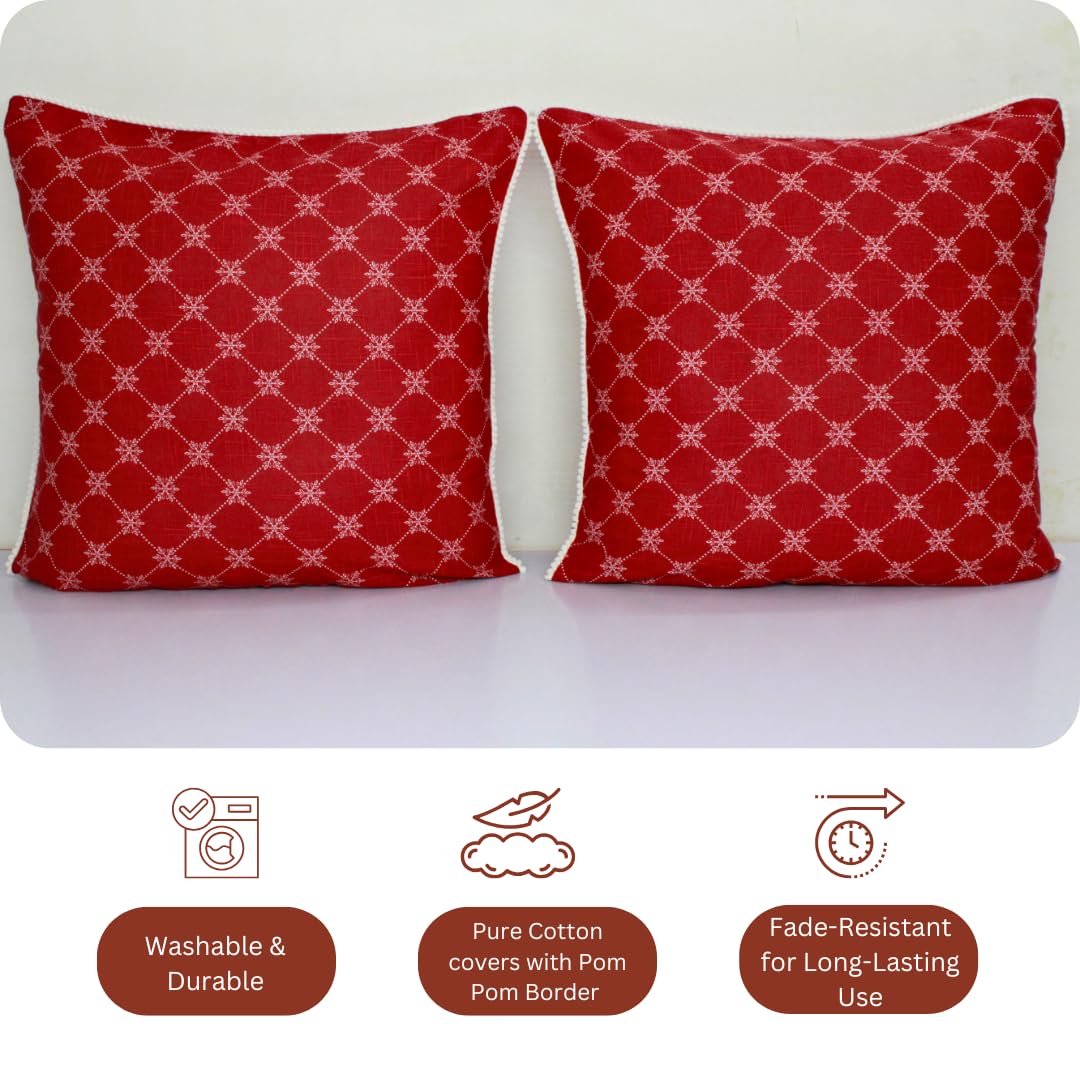 Washable &
Durable
Pure Cotton
covers with Pom
Pom Border
Fade-Resistant
for Long-Lasting
Use